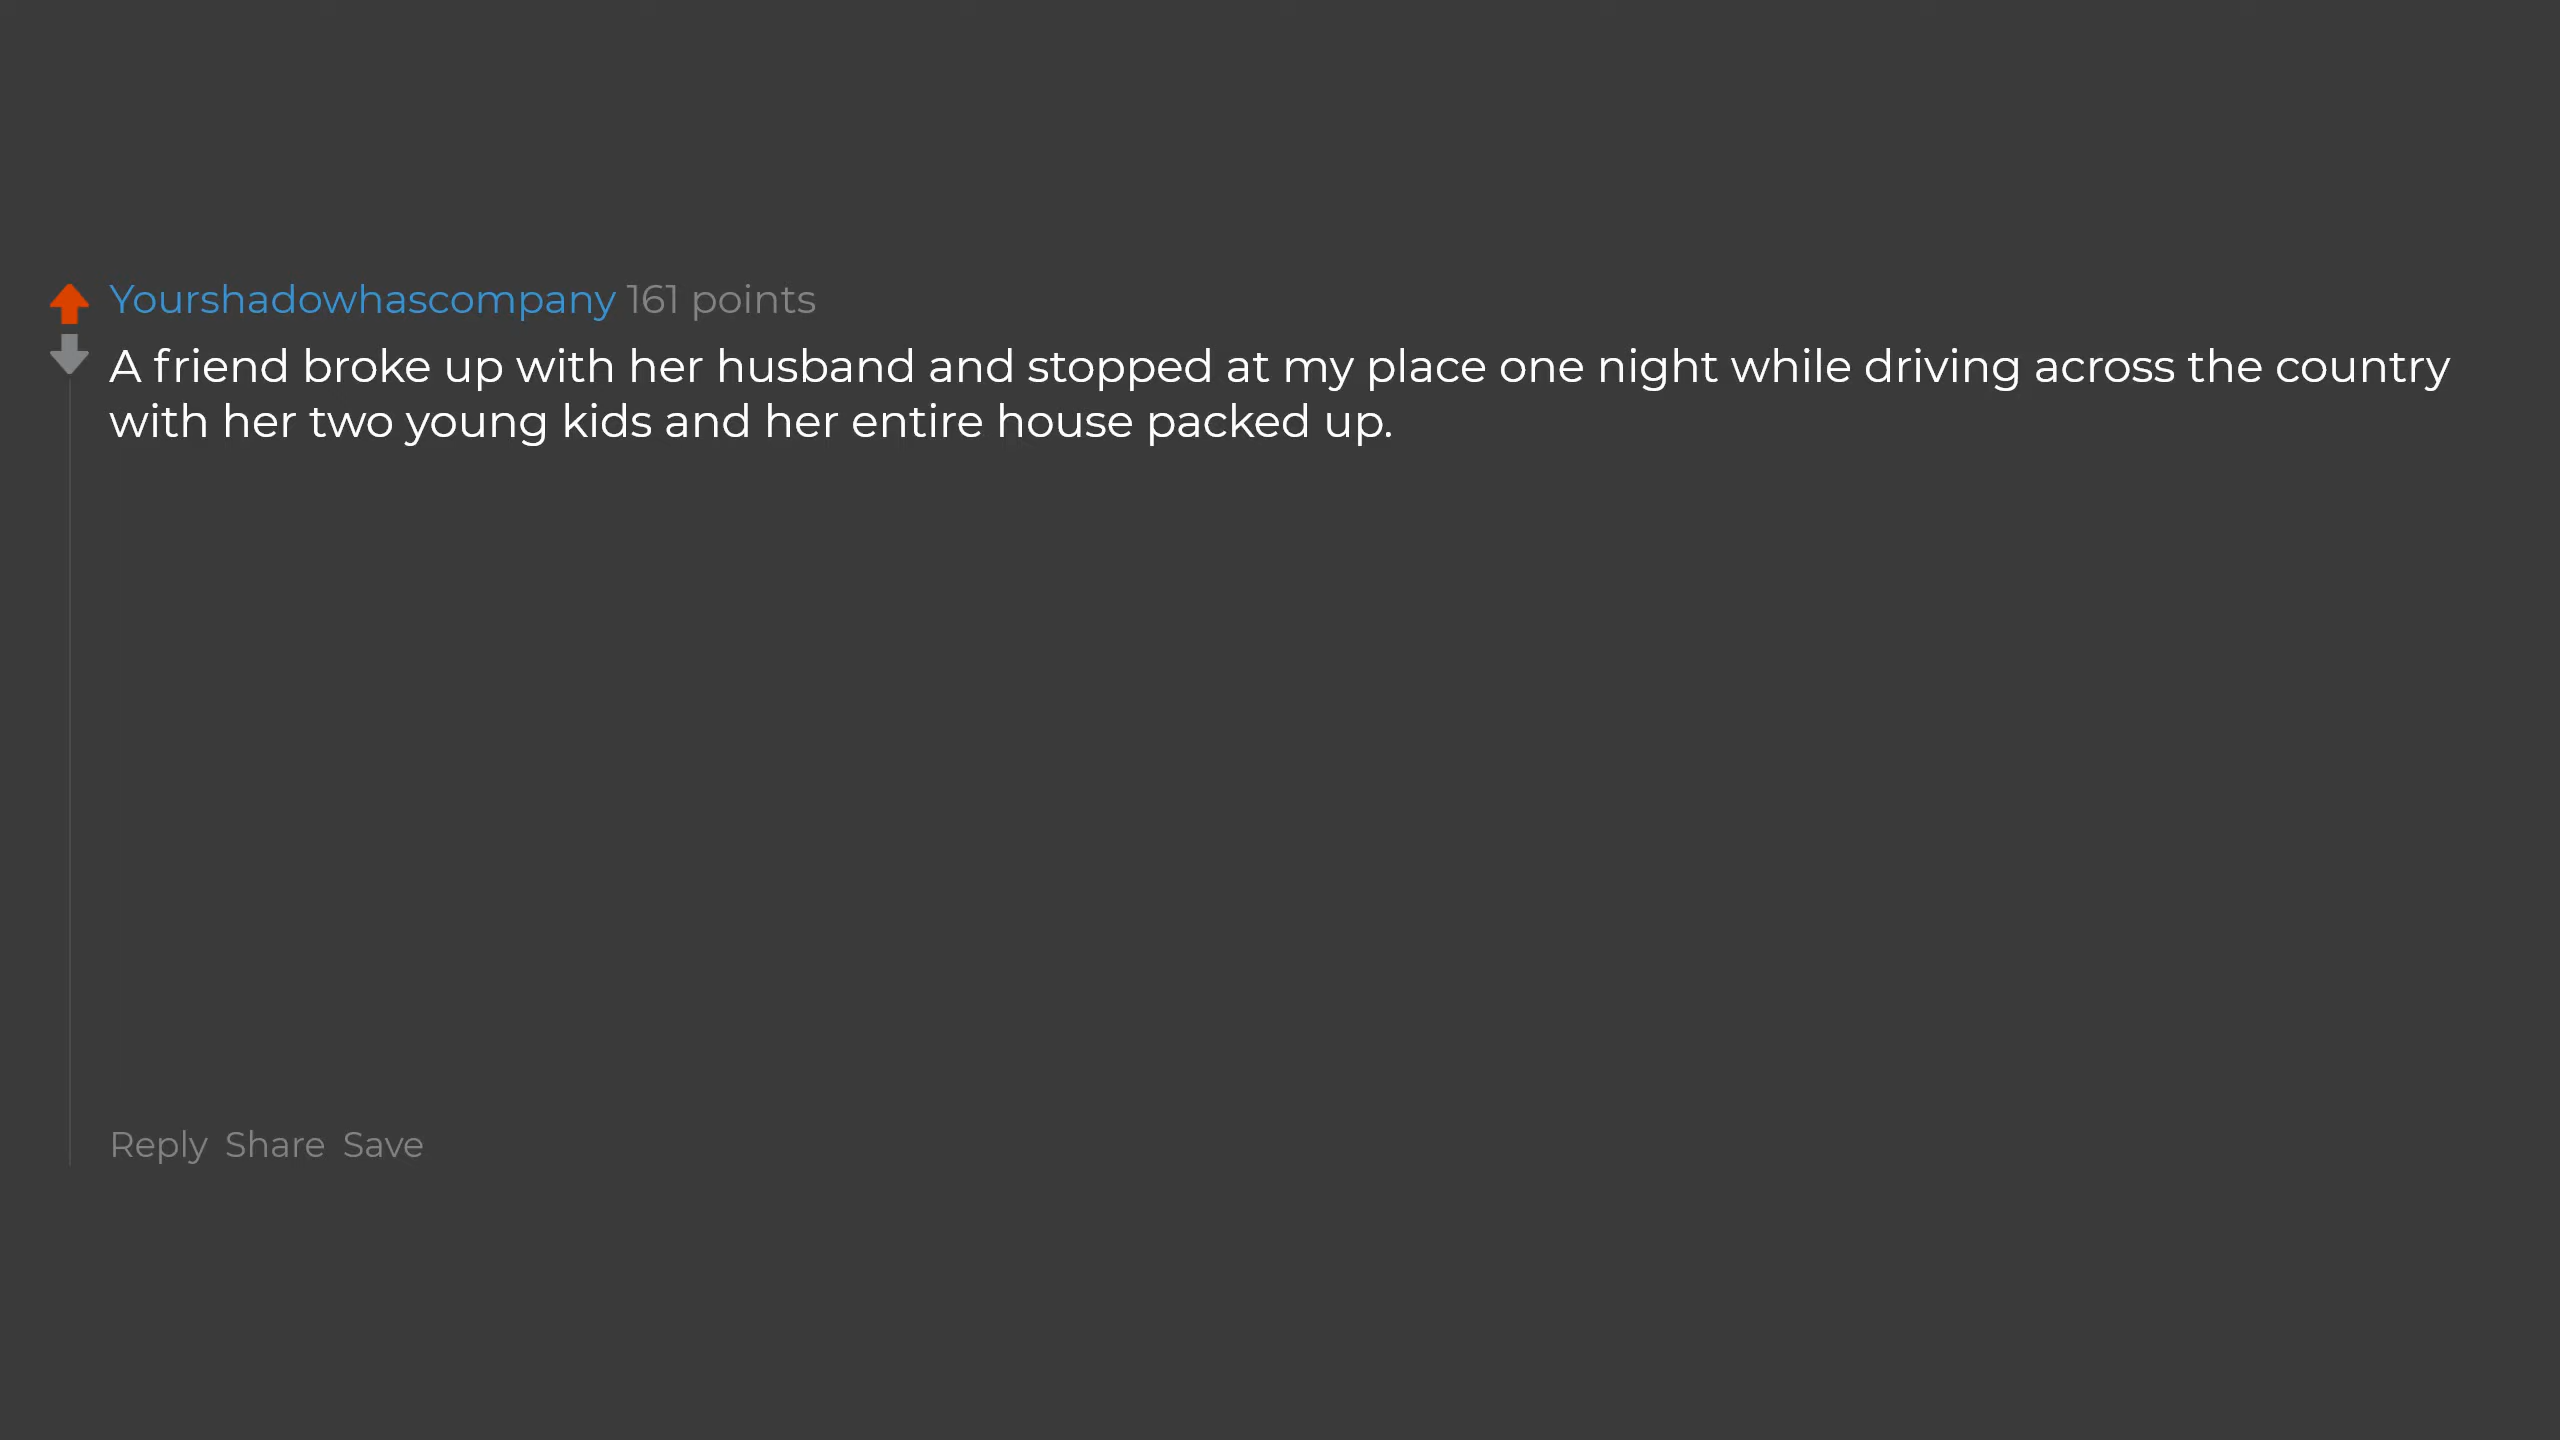 Yourshadowhascompany 161 points
A friend broke up with her husband and stopped at my place one night while driving across the country
with her two young kids and her entire house packed up.
Reply Share Save